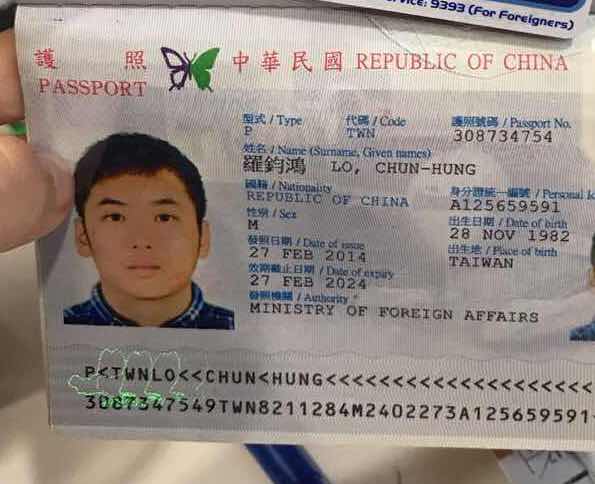 9393 (For Foreigners)
護照 中華民國 REPUBLIC OF CHINA
PASSPORT
型式 / Type 代碼 / Code 護照號碼 / Passport No.
P TWN 308734754
姓名 / Name (Surname, Given names)
羅鈞鴻 LO, CHUN-HUNG
國籍 / Nationality 身分證統一編號 / Personal
REPUBLIC OF CHINA A125659591
性別 / Sex 出生日期 / Date of birth
M 28 NOV 1982
發照日期 / Date of issue 出生地 / Place of birth
27 FEB 2014 TAIWAN
效期截止日期 / Date of expiry
27 FEB 2024
發照機關 / Authority *
MINISTRY OF FOREIGN AFFAIRS
P<TWNLO<<CHUN<HUNG<<<<<<<<<<<<<<<<<<<<<
3087347549TWN8211284M2402273A125659591